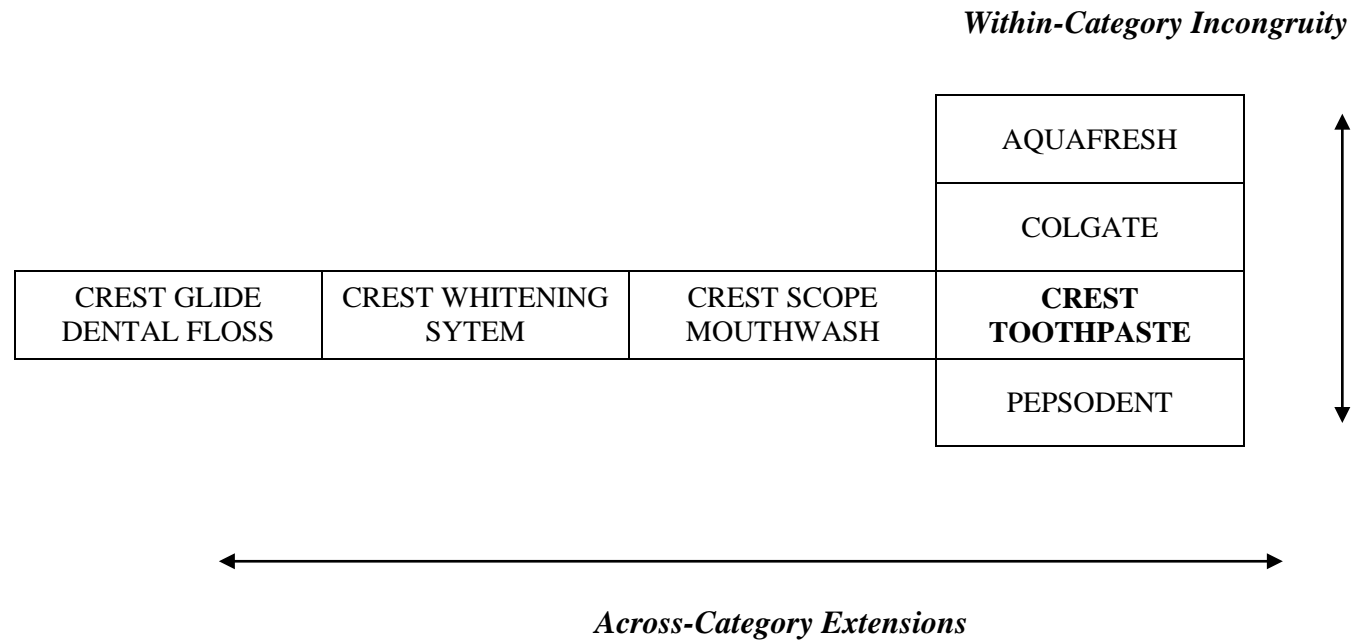 Within-Category Incongruity
AQUAFRESH
COLGATE
CREST GLIDE
DENTAL FLOSS
CREST WHITENING
SYTEM
CREST SCOPE
MOUTHWASH
CREST
TOOTHPASTE
PEPSODENT
Across-Category Extensions